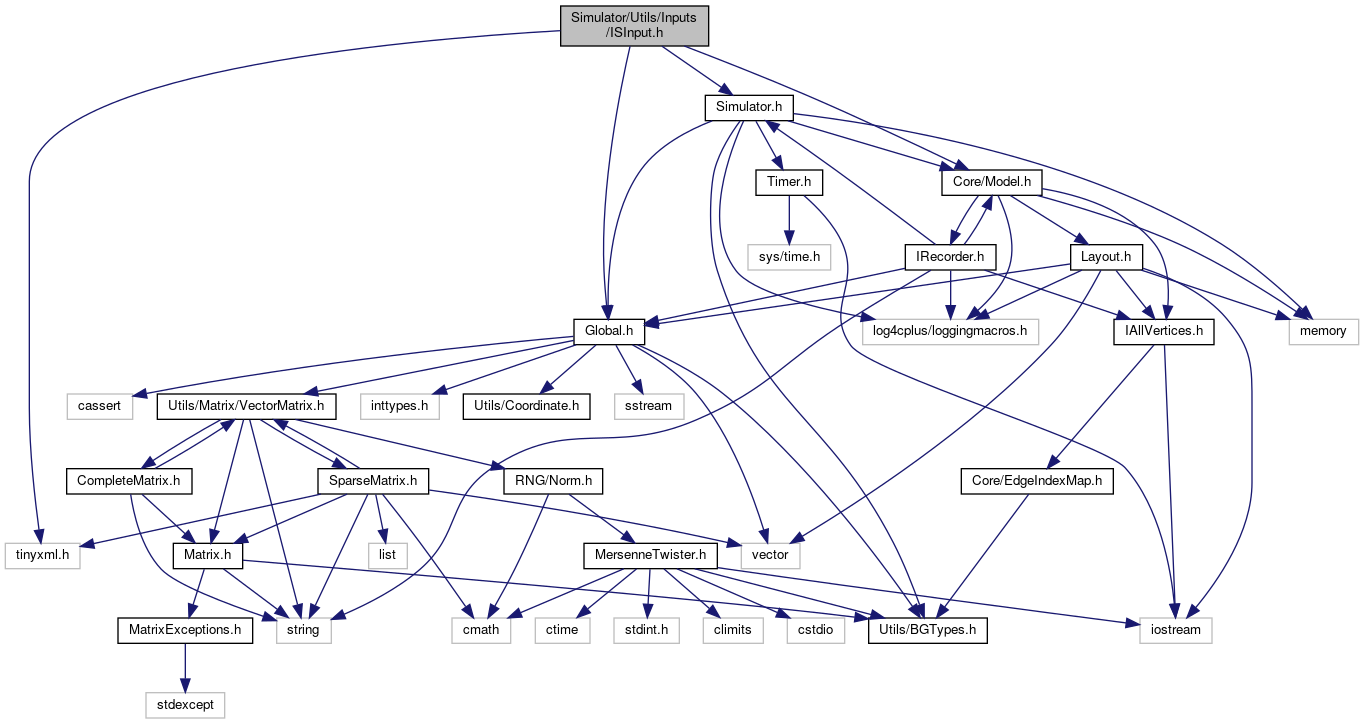 Simulator/Utils/Inputs
/ISInput.h
Simulator.h
Timer.h
Core/Model.h
sys/time.h
IRecorder.h
Layout.h
Global.h
log4cplus/loggingmacros.h
IAllVertices.h
memory
cassert
Utils/Matrix/VectorMatrix.h
inttypes.h
Utils/Coordinate.h
sstream
CompleteMatrix.h
SparseMatrix.h
RNG/Norm.h
Core/EdgeIndexMap.h
tinyxml.h
Matrix.h
list
MersenneTwister.h
vector
MatrixExceptions.h
string
cmath
ctime
stdint.h
climits
cstdio
Utils/BGTypes.h
iostream
stdexcept